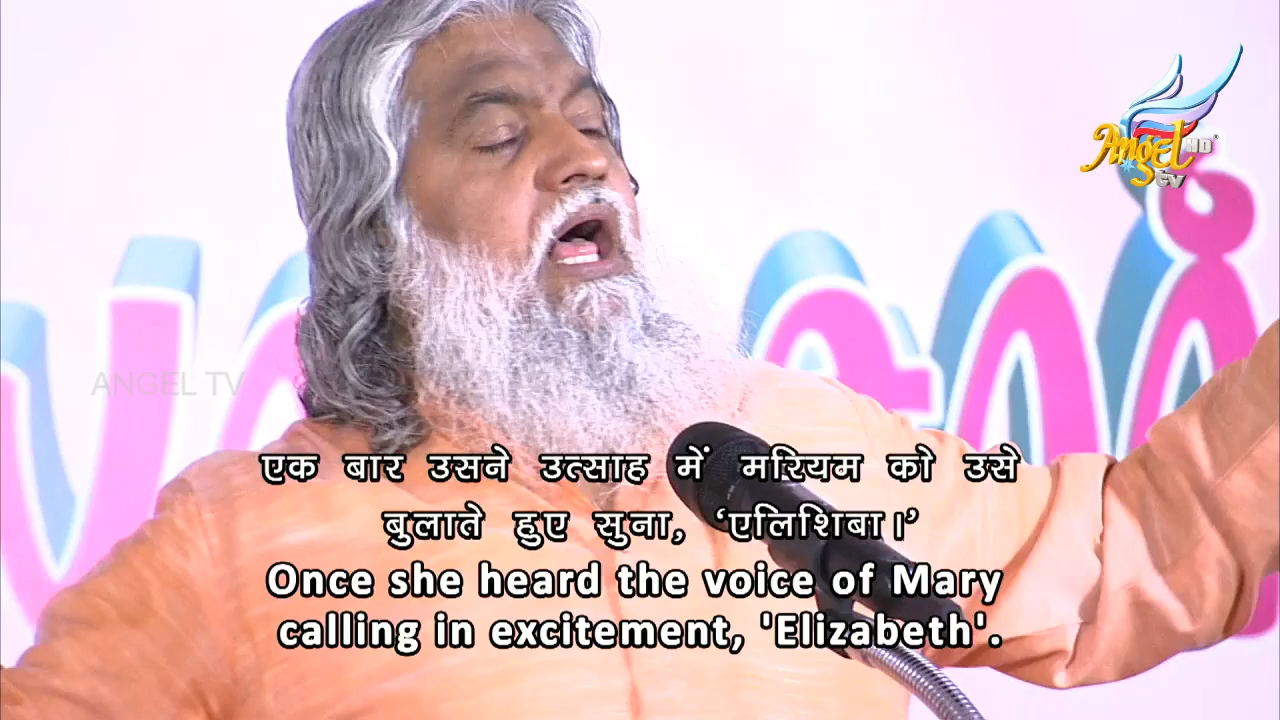 Angel HD
tv
ANGEL TV
एक बार उसने उत्साह में मरियम को उसे
बुलाते हुए सुना, ‘एलिशिबा।’
Once she heard the voice of Mary
calling in excitement, 'Elizabeth'.